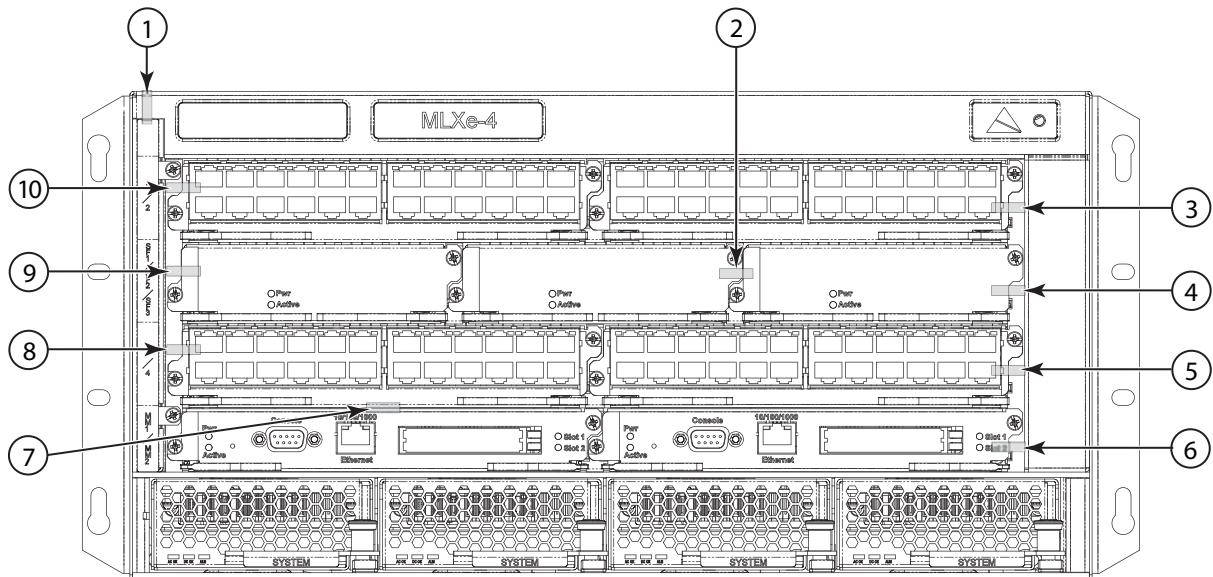 1
2
MLXe-4
10
2
3
9
Pwr
Active
Pwr
Active
Pwr
Active
4
8
4
5
7
Pwr
Active
10/100/1000
Ethernet
Slot 1
Slot 2
Pwr
Active
Console
10/100/1000
Ethernet
Slot 1
6
SYSTEM
SYSTEM
SYSTEM
SYSTEM